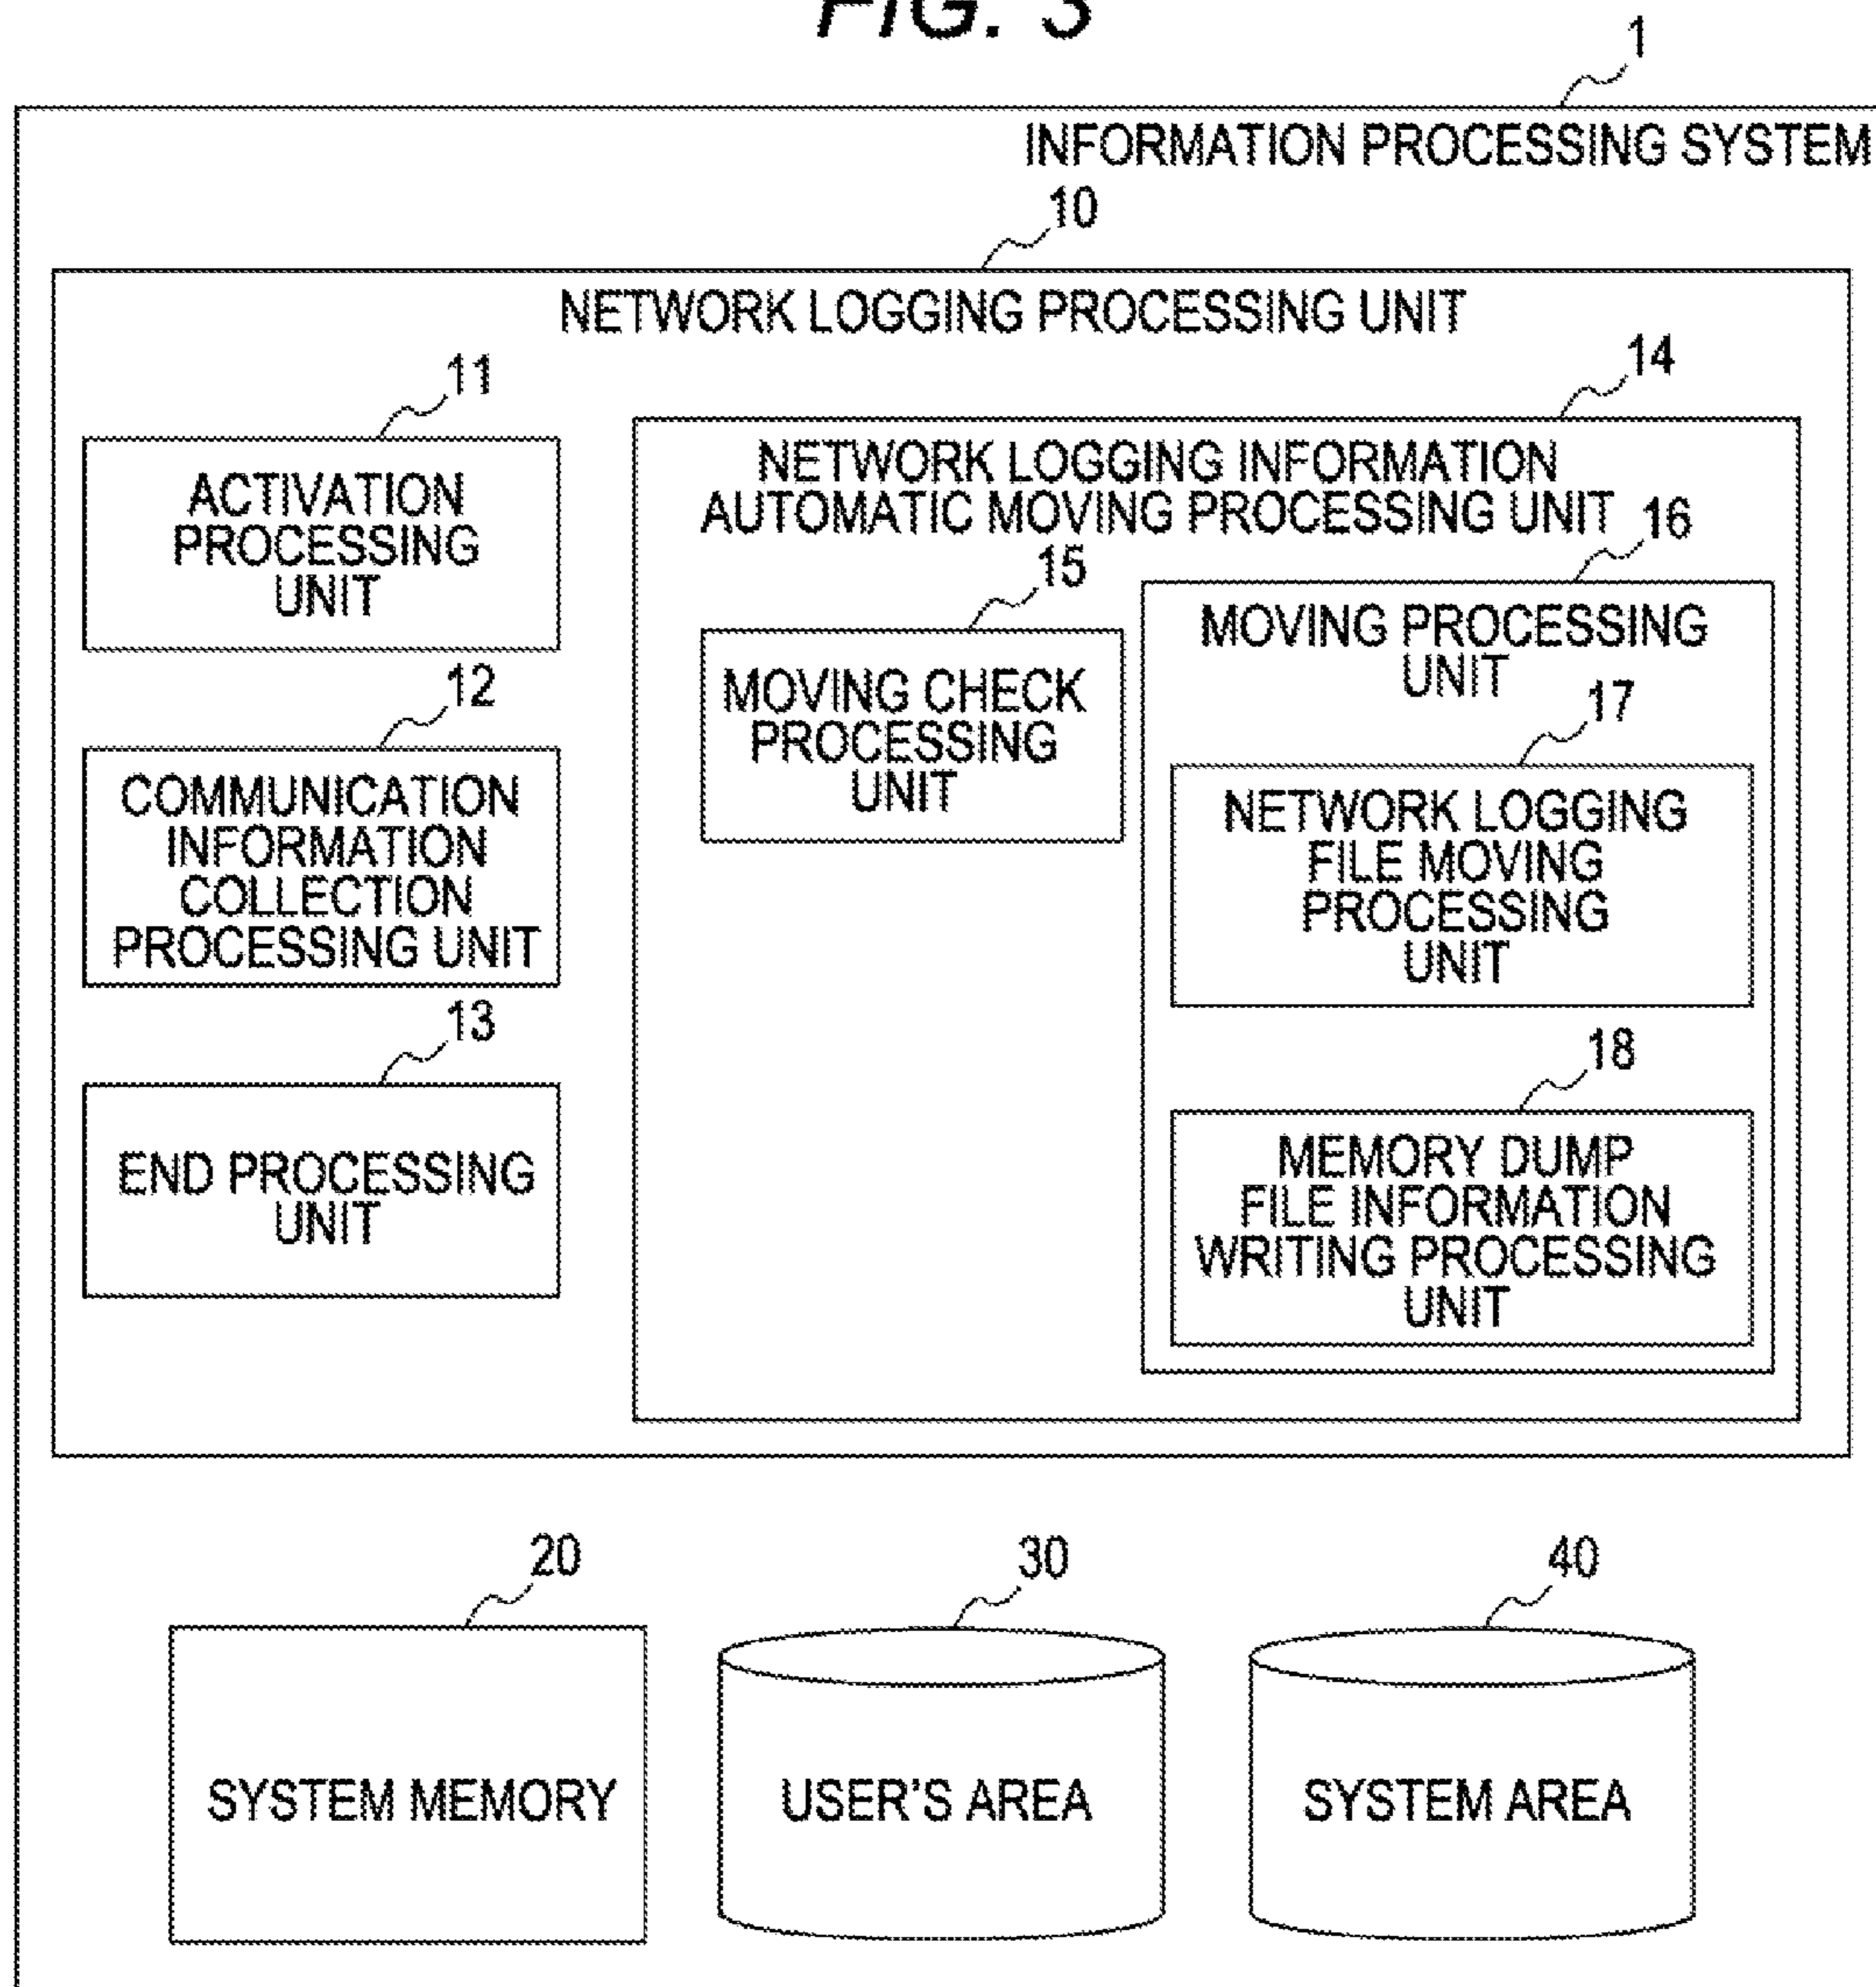 FIG. 3
1
INFORMATION PROCESSING SYSTEM
10
NETWORK LOGGING PROCESSING UNIT
11
ACTIVATION
PROCESSING
UNIT
12
COMMUNICATION
INFORMATION
COLLECTION
PROCESSING UNIT
13
END PROCESSING
UNIT
14
NETWORK LOGGING INFORMATION
AUTOMATIC MOVING PROCESSING UNIT
15
MOVING CHECK
PROCESSING
UNIT
16
MOVING PROCESSING
UNIT
17
NETWORK LOGGING
FILE MOVING
PROCESSING
UNIT
18
MEMORY DUMP
FILE INFORMATION
WRITING PROCESSING
UNIT
20
SYSTEM MEMORY
30
USER'S AREA
40
SYSTEM AREA